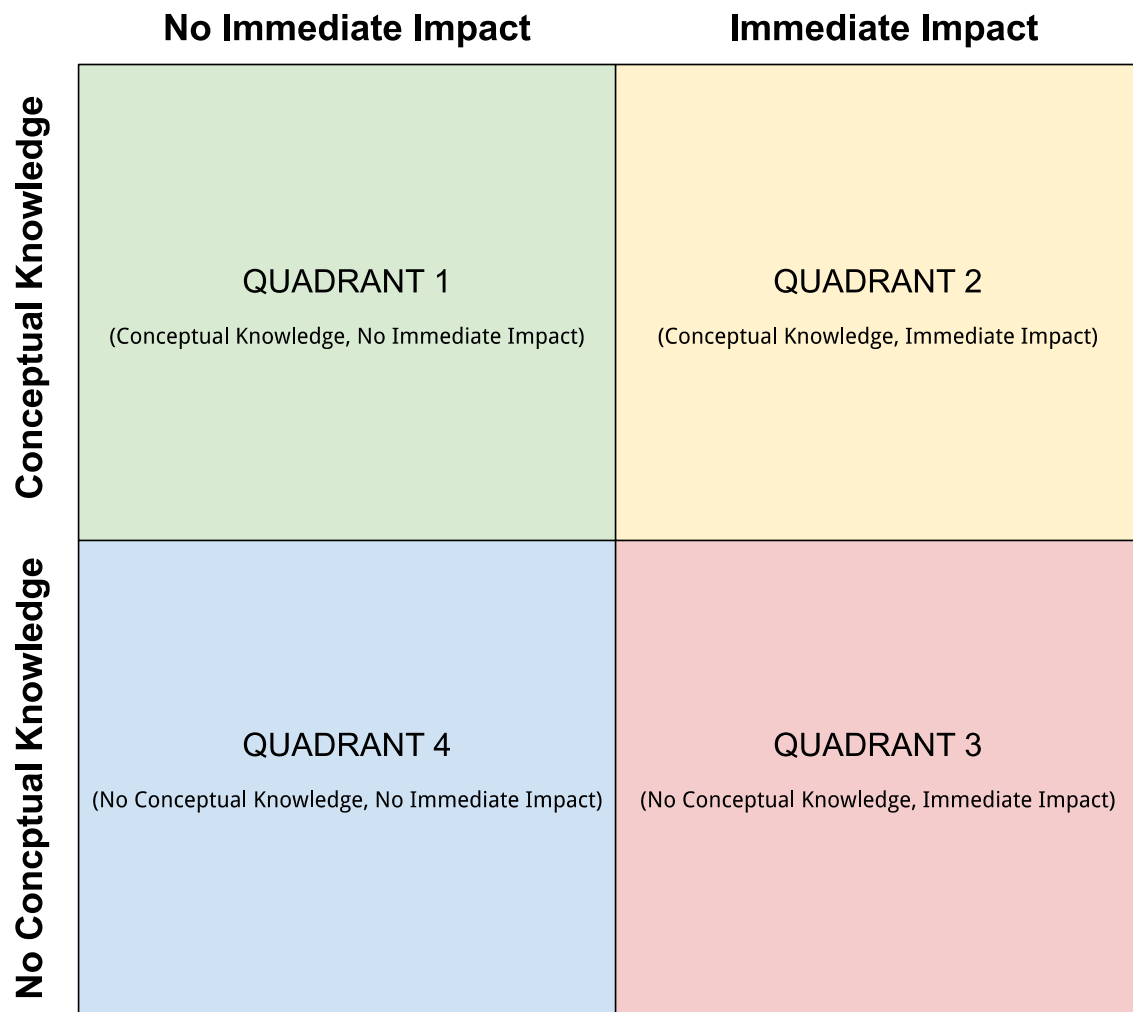 No Immediate Impact
Immediate Impact
Conceptual Knowledge
QUADRANT 1
(Conceptual Knowledge, No Immediate Impact)
QUADRANT 2
(Conceptual Knowledge, Immediate Impact)
No Concptual Knowledge
QUADRANT 4
(No Conceptual Knowledge, No Immediate Impact)
QUADRANT 3
(No Conceptual Knowledge, Immediate Impact)